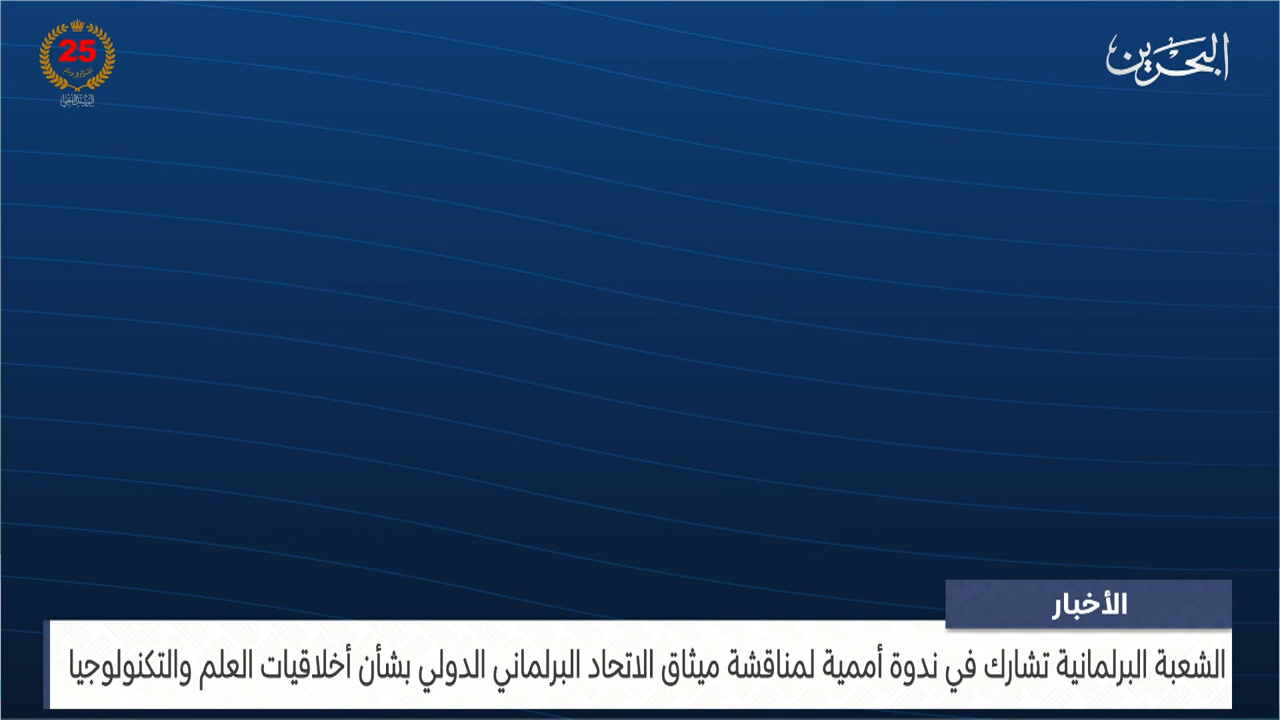 البحرين
25
الأخبار
الشعبة البرلمانية تشارك في ندوة أممية لمناقشة ميثاق الاتحاد البرلماني الدولي بشأن أخلاقيات العلم والتكنولوجيا